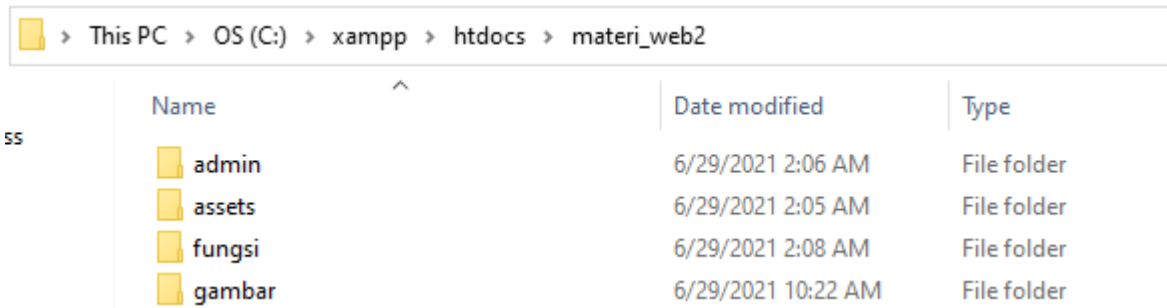 This PC > OS (C:) > xampp > htdocs > materi_web2
Name Date modified Type
ss
admin 6/29/2021 2:06 AM File folder
assets 6/29/2021 2:05 AM File folder
fungsi 6/29/2021 2:08 AM File folder
gambar 6/29/2021 10:22 AM File folder